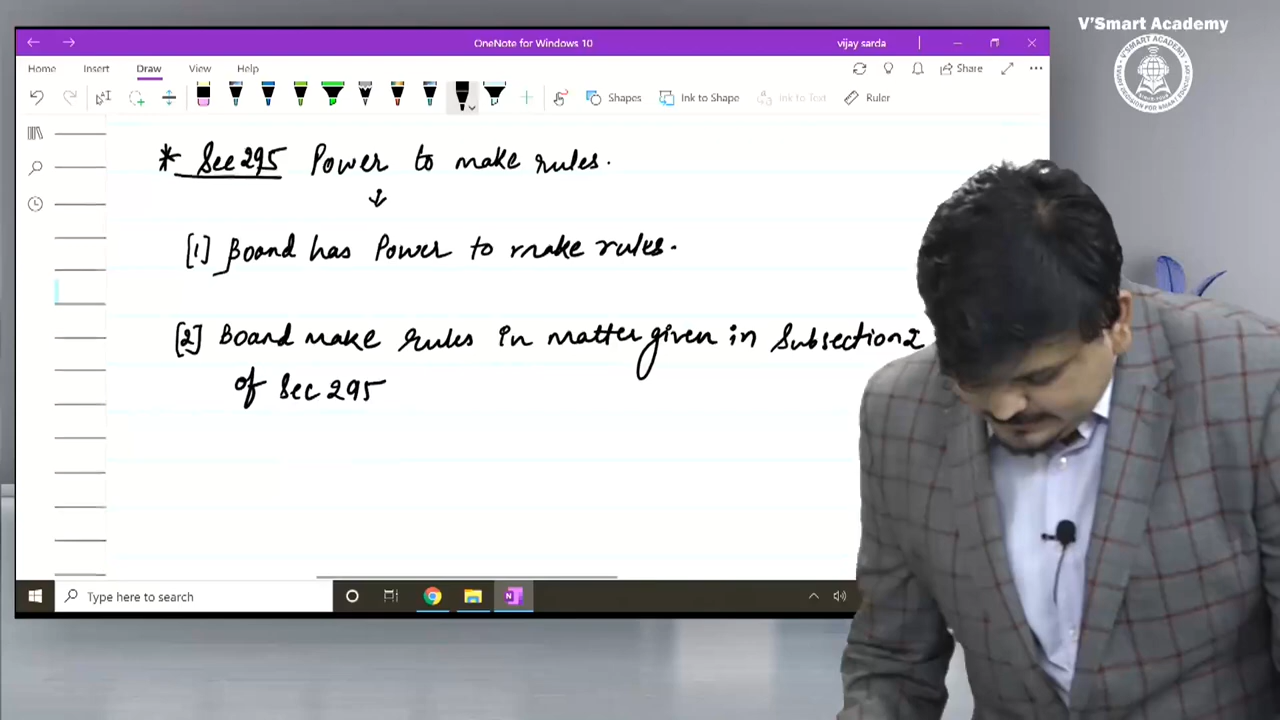 V'Smart Academy
OneNote for Windows 10
vijay sarda
Home Insert Draw View Help
Share
Shapes Ink to Shape Ink to Text Ruler
* Sec 295 Power to make rules.
[1] Board has Power to make rules.
[2] Board make rules in matter given in Subsection 2
of Sec 295
Type here to search